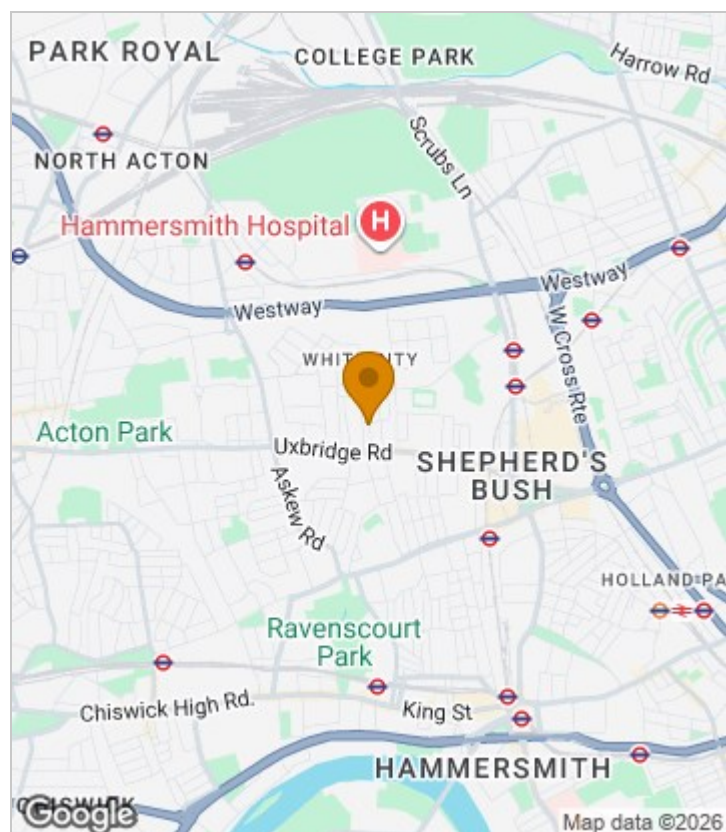 PARK ROYAL
COLLEGE PARK
Harrow Rd
Scrubs Ln
NORTH ACTON
Hammersmith Hospital
H
Westway
Westway
W Cross Rte
Acton Park
Uxbridge Rd
SHEPHERD'S
BUSH
Askew Rd
HOLLAND
Ravenscourt
Park
Chiswick High Rd.
King St
HAMMERSMITH
Google
Map data ©2026